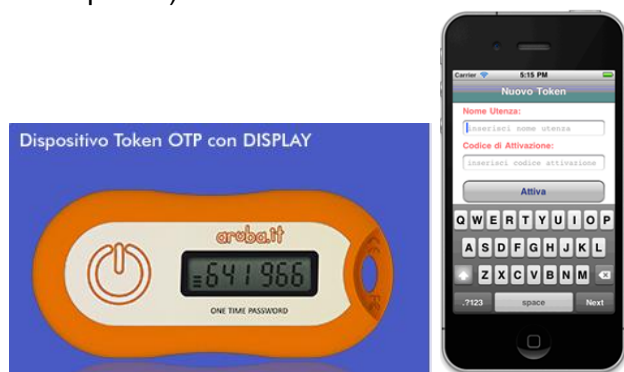 Dispositivo Token OTP con DISPLAY
aruba.it
641966
ONE TIME PASSWORD
Carrier
5:15 PM
Nuovo Token
Nome Utenza:
inserisci nome utenza
Codice di Attivazione:
inserisci codice attivazione
Attiva
Q W E R T Y U I O P
A S D F G H J K L
Z X C V B N M
.?123 space Next